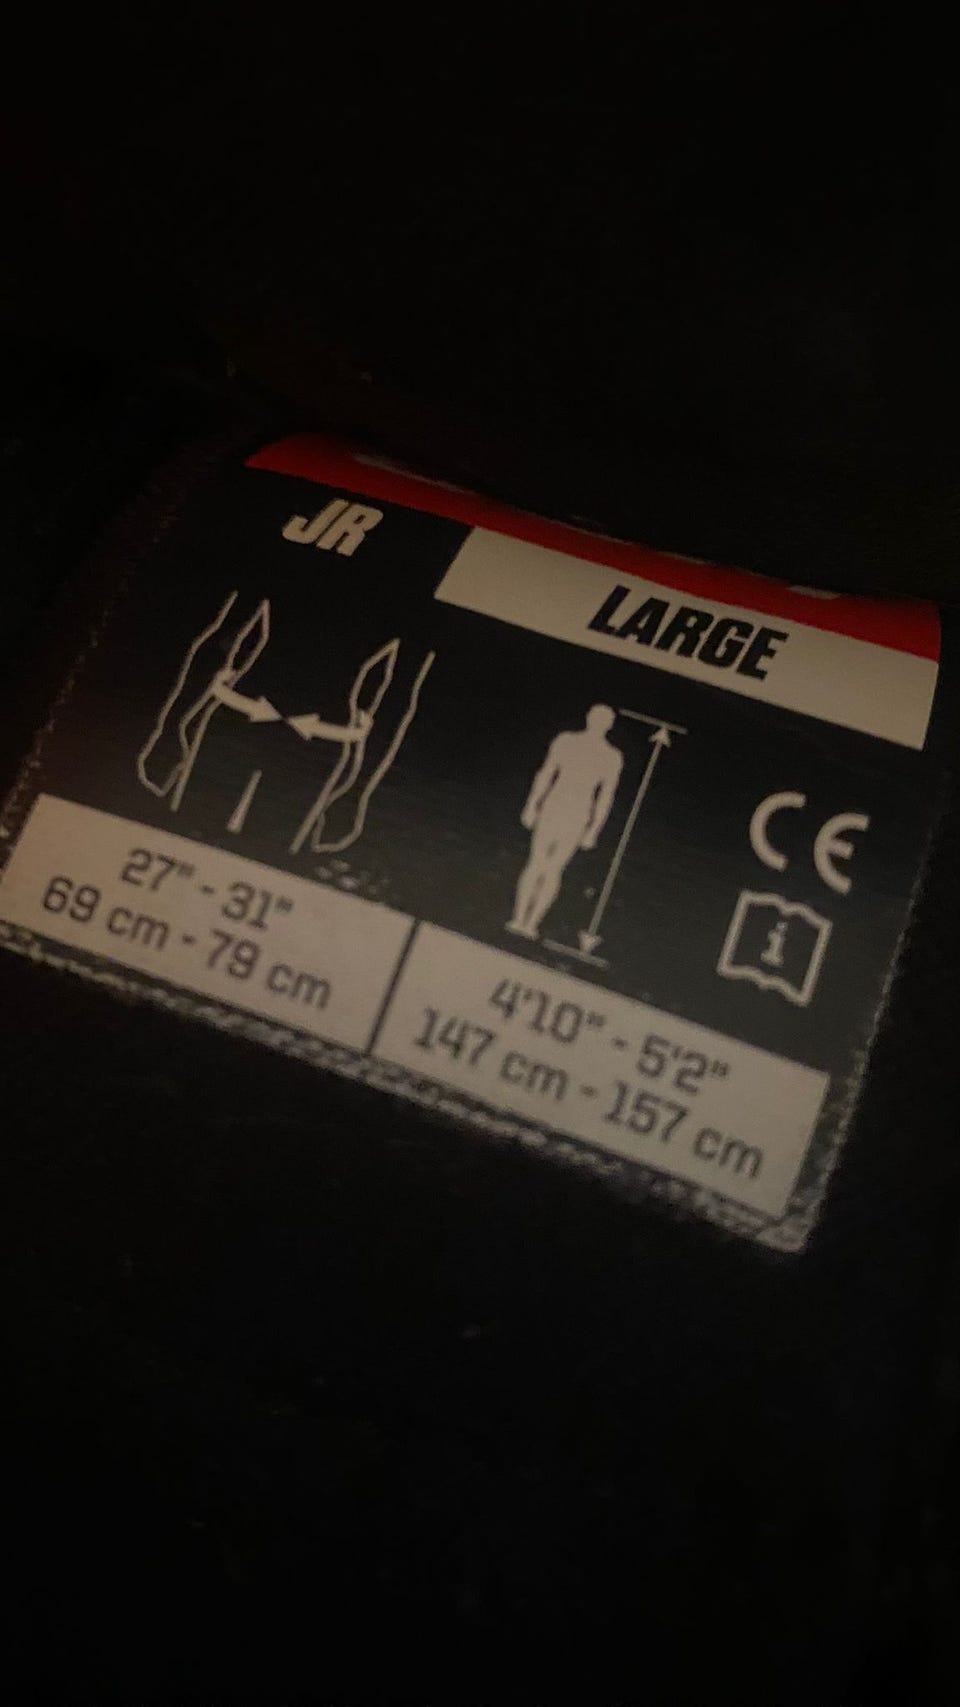 JR
LARGE
CE
i
27" - 31"
69 cm - 79 cm
4'10" - 5'2"
147 cm - 157 cm